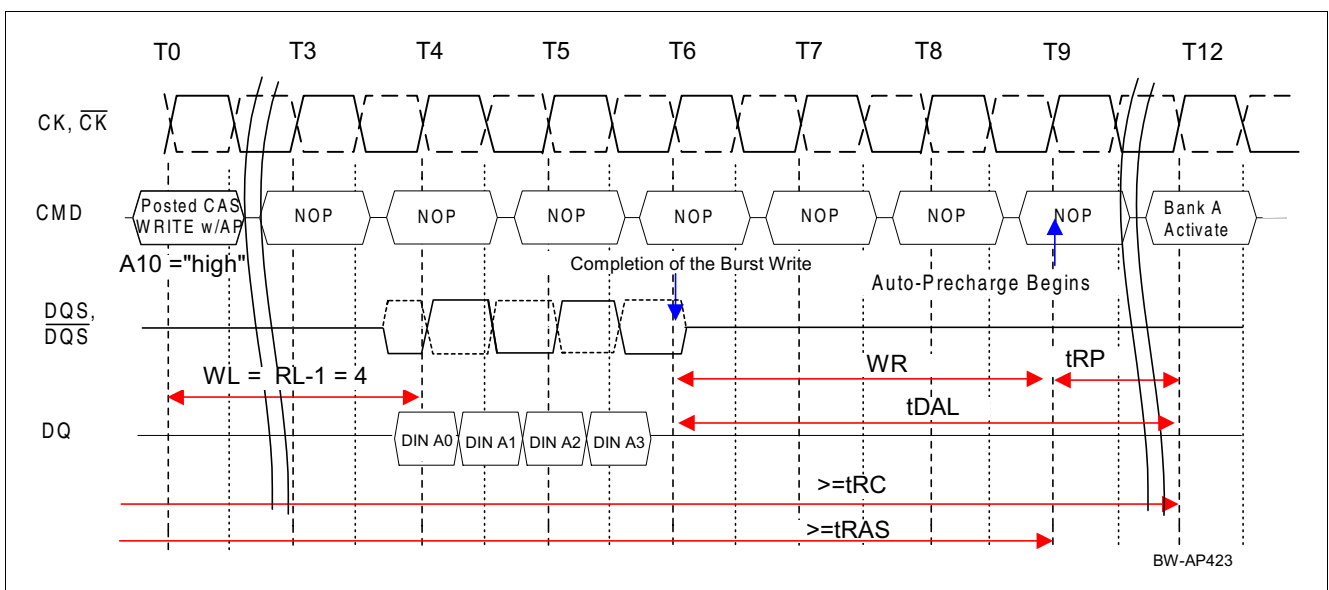 T0 T3 T4 T5 T6 T7 T8 T9 T12
CK, CK
CMD
Posted CAS
WRITE w/AP
NOP NOP NOP NOP NOP NOP NOP
Bank A
Activate
A10 ="high"
Completion of the Burst Write
Auto-Precharge Begins
DQS,
DQS
WL = RL-1 = 4
WR
tRP
tDAL
DQ
DIN A0 DIN A1 DIN A2 DIN A3
>=tRC
>=tRAS
BW-AP423